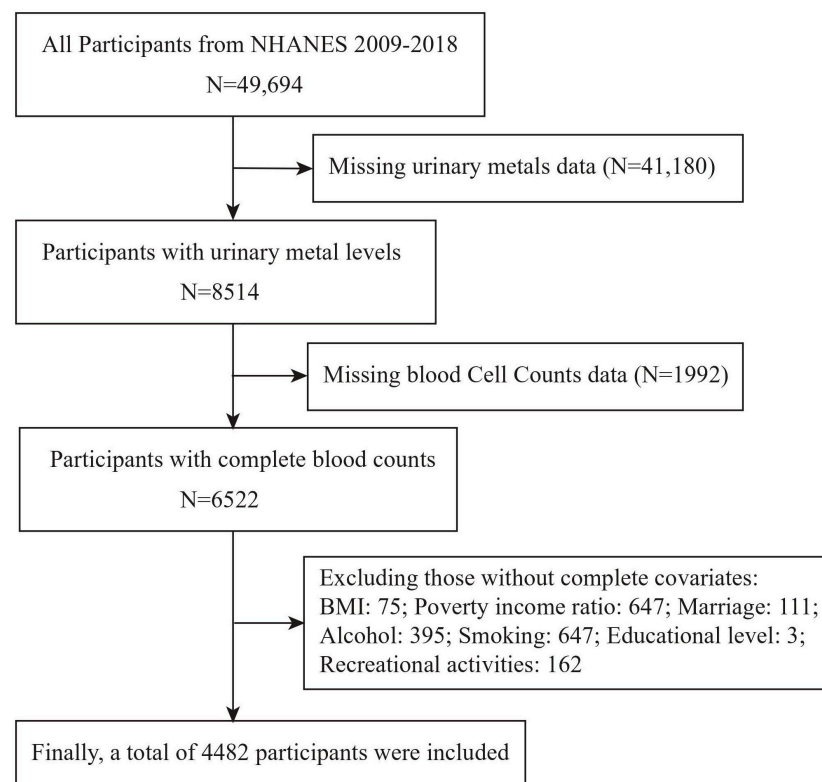 All Participants from NHANES 2009-2018
N=49,694
Missing urinary metals data (N=41,180)
Participants with urinary metal levels
N=8514
Missing blood Cell Counts data (N=1992)
Participants with complete blood counts
N=6522
Excluding those without complete covariates:
BMI: 75; Poverty income ratio: 647; Marriage: 111;
Alcohol: 395; Smoking: 647; Educational level: 3;
Recreational activities: 162
Finally, a total of 4482 participants were included